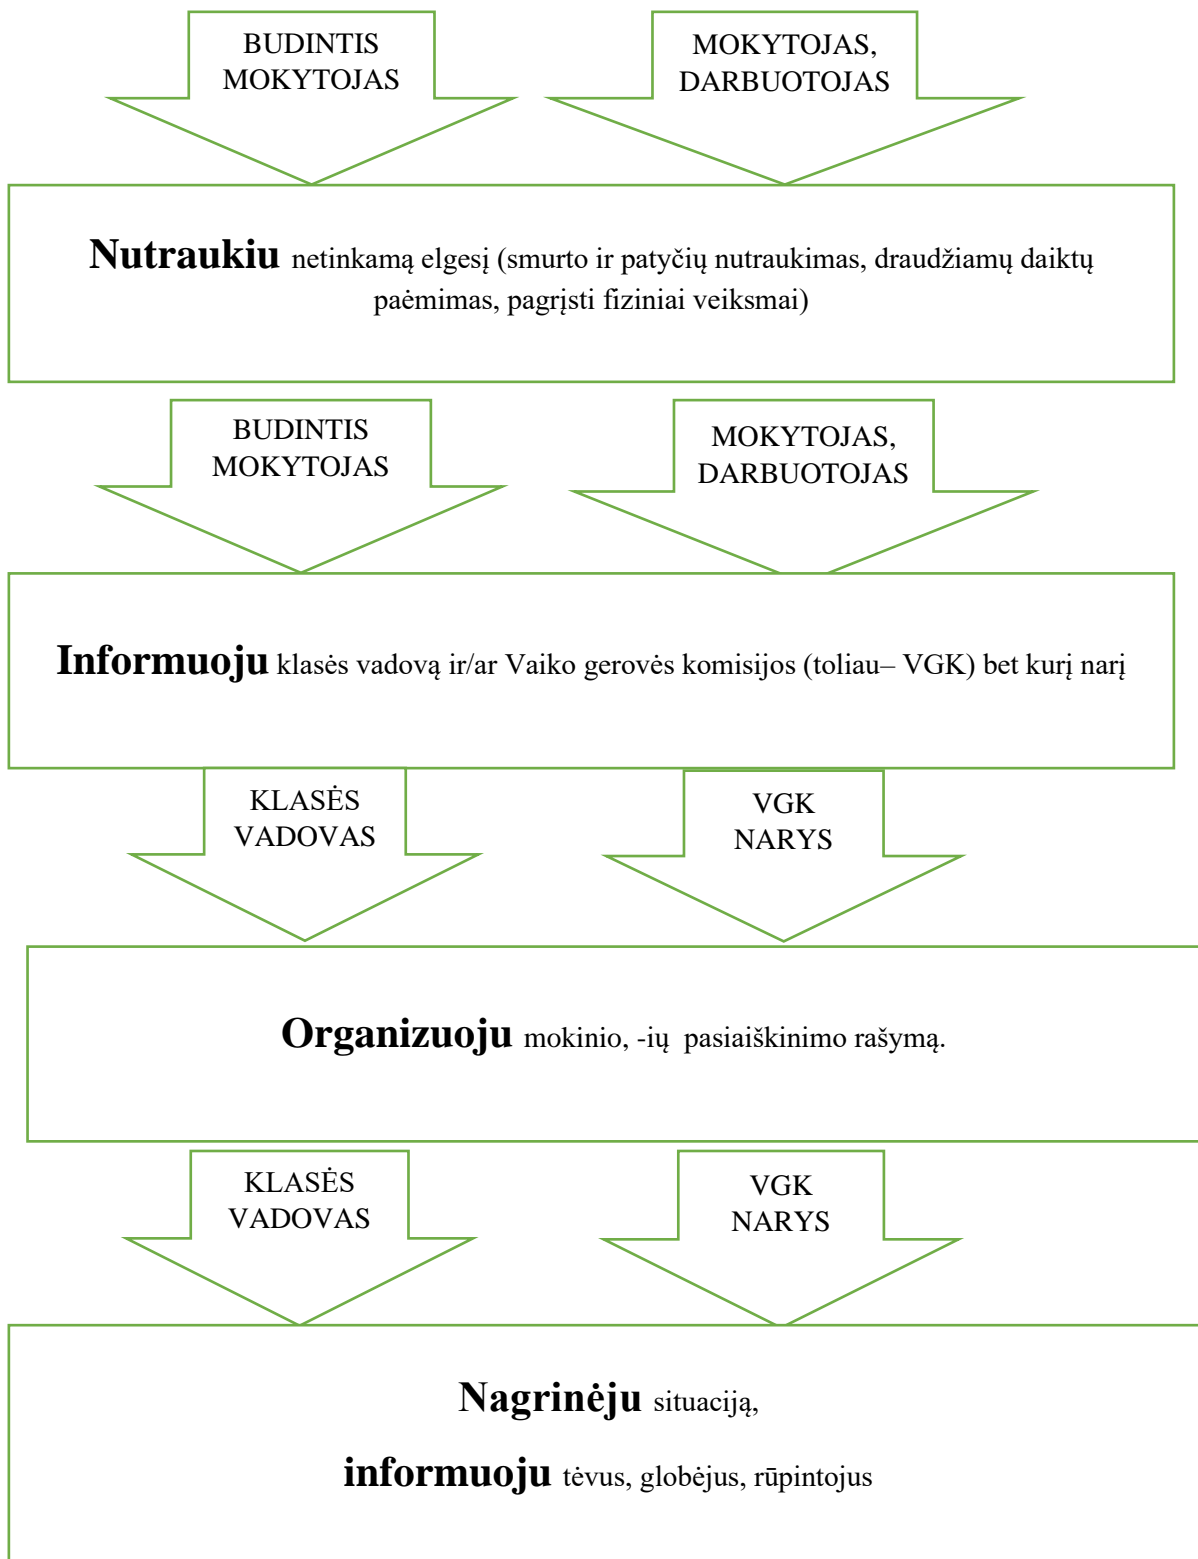 BUDINTIS
MOKYTOJAS
MOKYTOJAS,
DARBUOTOJAS
Nutraukiu netinkamą elgesį (smurto ir patyčių nutraukimas, draudžiamų daiktų
paėmimas, pagrįsti fiziniai veiksmai)
BUDINTIS
MOKYTOJAS
MOKYTOJAS,
DARBUOTOJAS
Informuoju klasės vadovą ir/ar Vaiko gerovės komisijos (toliau– VGK) bet kurį narį
KLASĖS
VADOVAS
VGK
NARYS
Organizuoju mokinio, -ių pasiaiškinimo rašymą.
KLASĖS
VADOVAS
VGK
NARYS
Nagrinėju situaciją,
informuoju tėvus, globėjus, rūpintojus